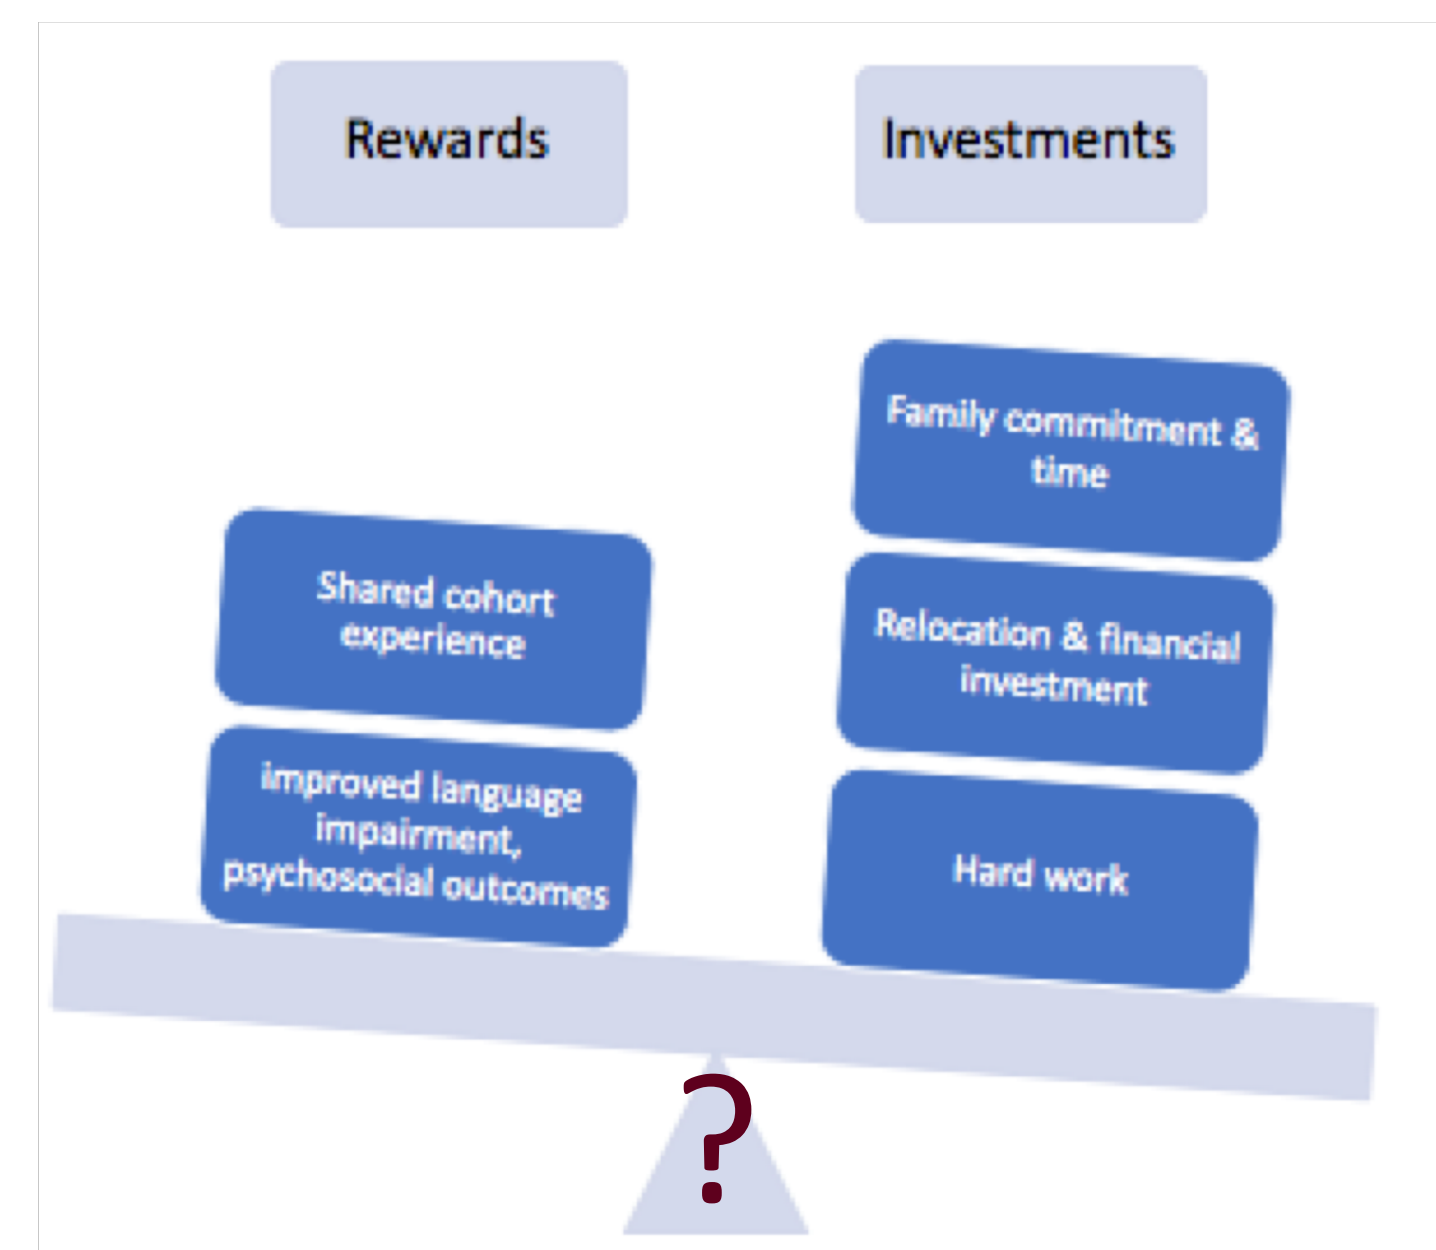 Rewards
Investments
Shared cohort
experience
improved language
impairment,
psychosocial outcomes
Family commitment &
time
Relocation & financial
investment
Hard work
?